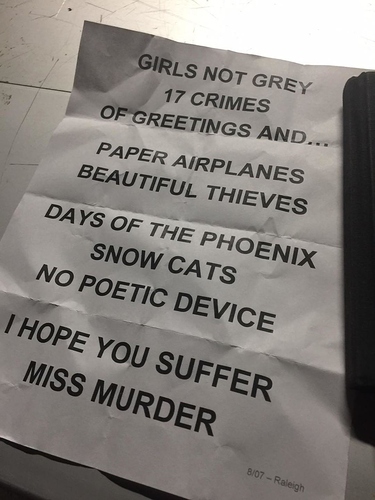 GIRLS NOT GREY
17 CRIMES
OF GREETINGS AND...
PAPER AIRPLANES
BEAUTIFUL THIEVES
DAYS OF THE PHOENIX
SNOW CATS
NO POETIC DEVICE
I HOPE YOU SUFFER
MISS MURDER
8/07 – Raleigh